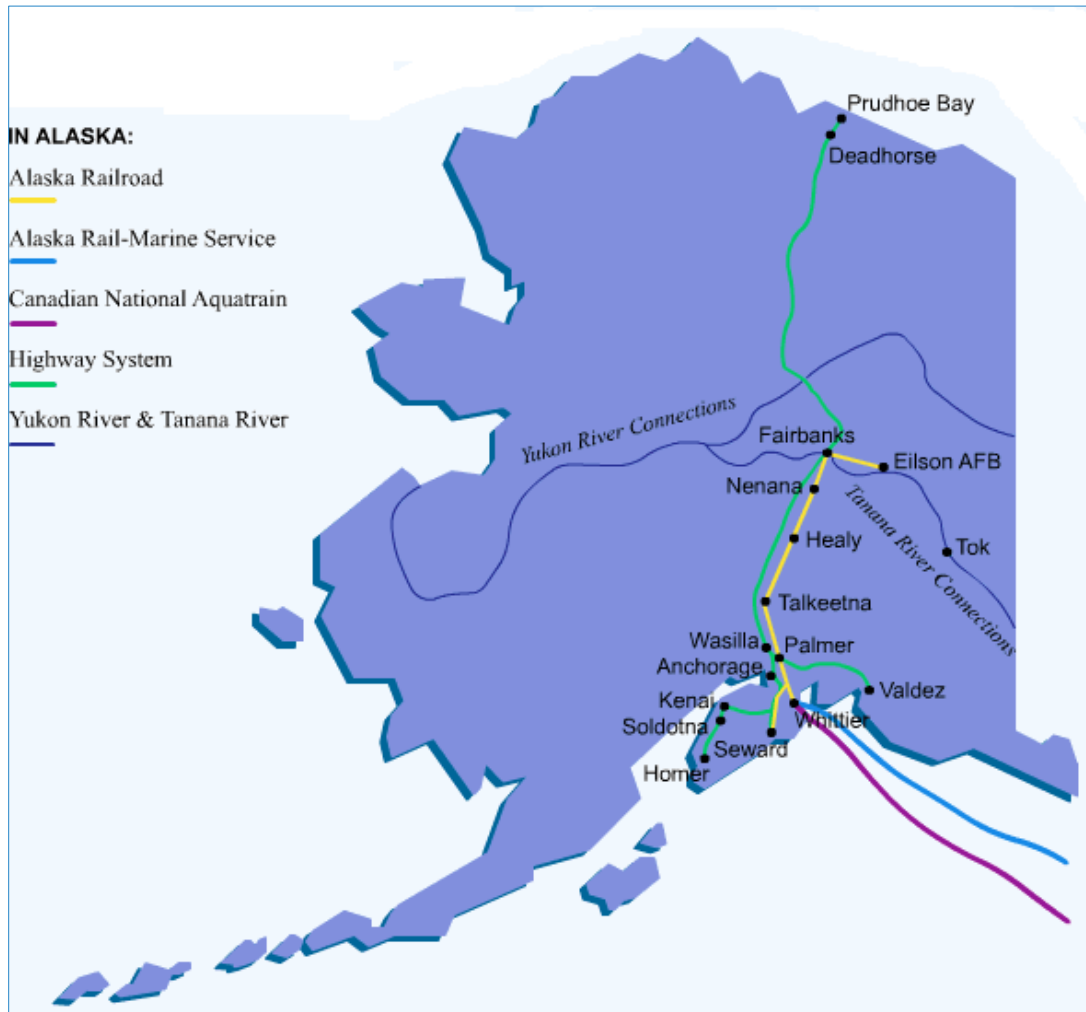 IN ALASKA:
Alaska Railroad
Alaska Rail-Marine Service
Canadian National Aquatrain
Highway System
Yukon River & Tanana River
Prudhoe Bay
Deadhorse
Yukon River Connections
Fairbanks
Eilson AFB
Nenana
Tanana River Connections
Healy
Tok
Talkeetna
Wasilla
Palmer
Anchorage
Valdez
Kenai
Whittier
Soldotna
Seward
Homer